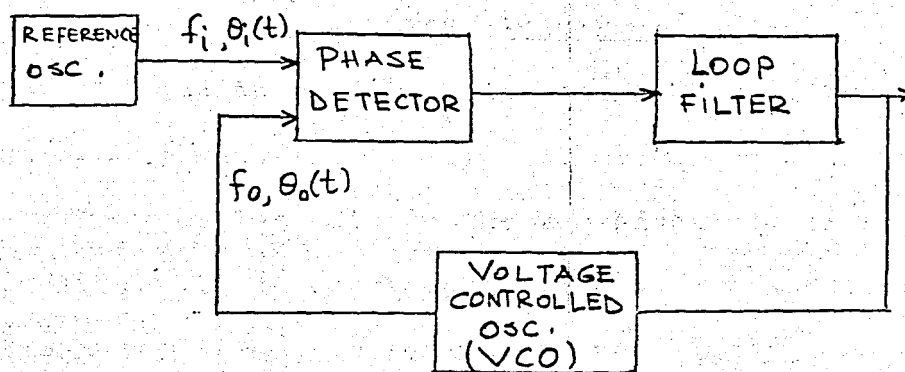 REFERENCE
OSC.
fi, θi(t)
PHASE
DETECTOR
LOOP
FILTER
fo, θo(t)
VOLTAGE
CONTROLLED
OSC.
(VCO)